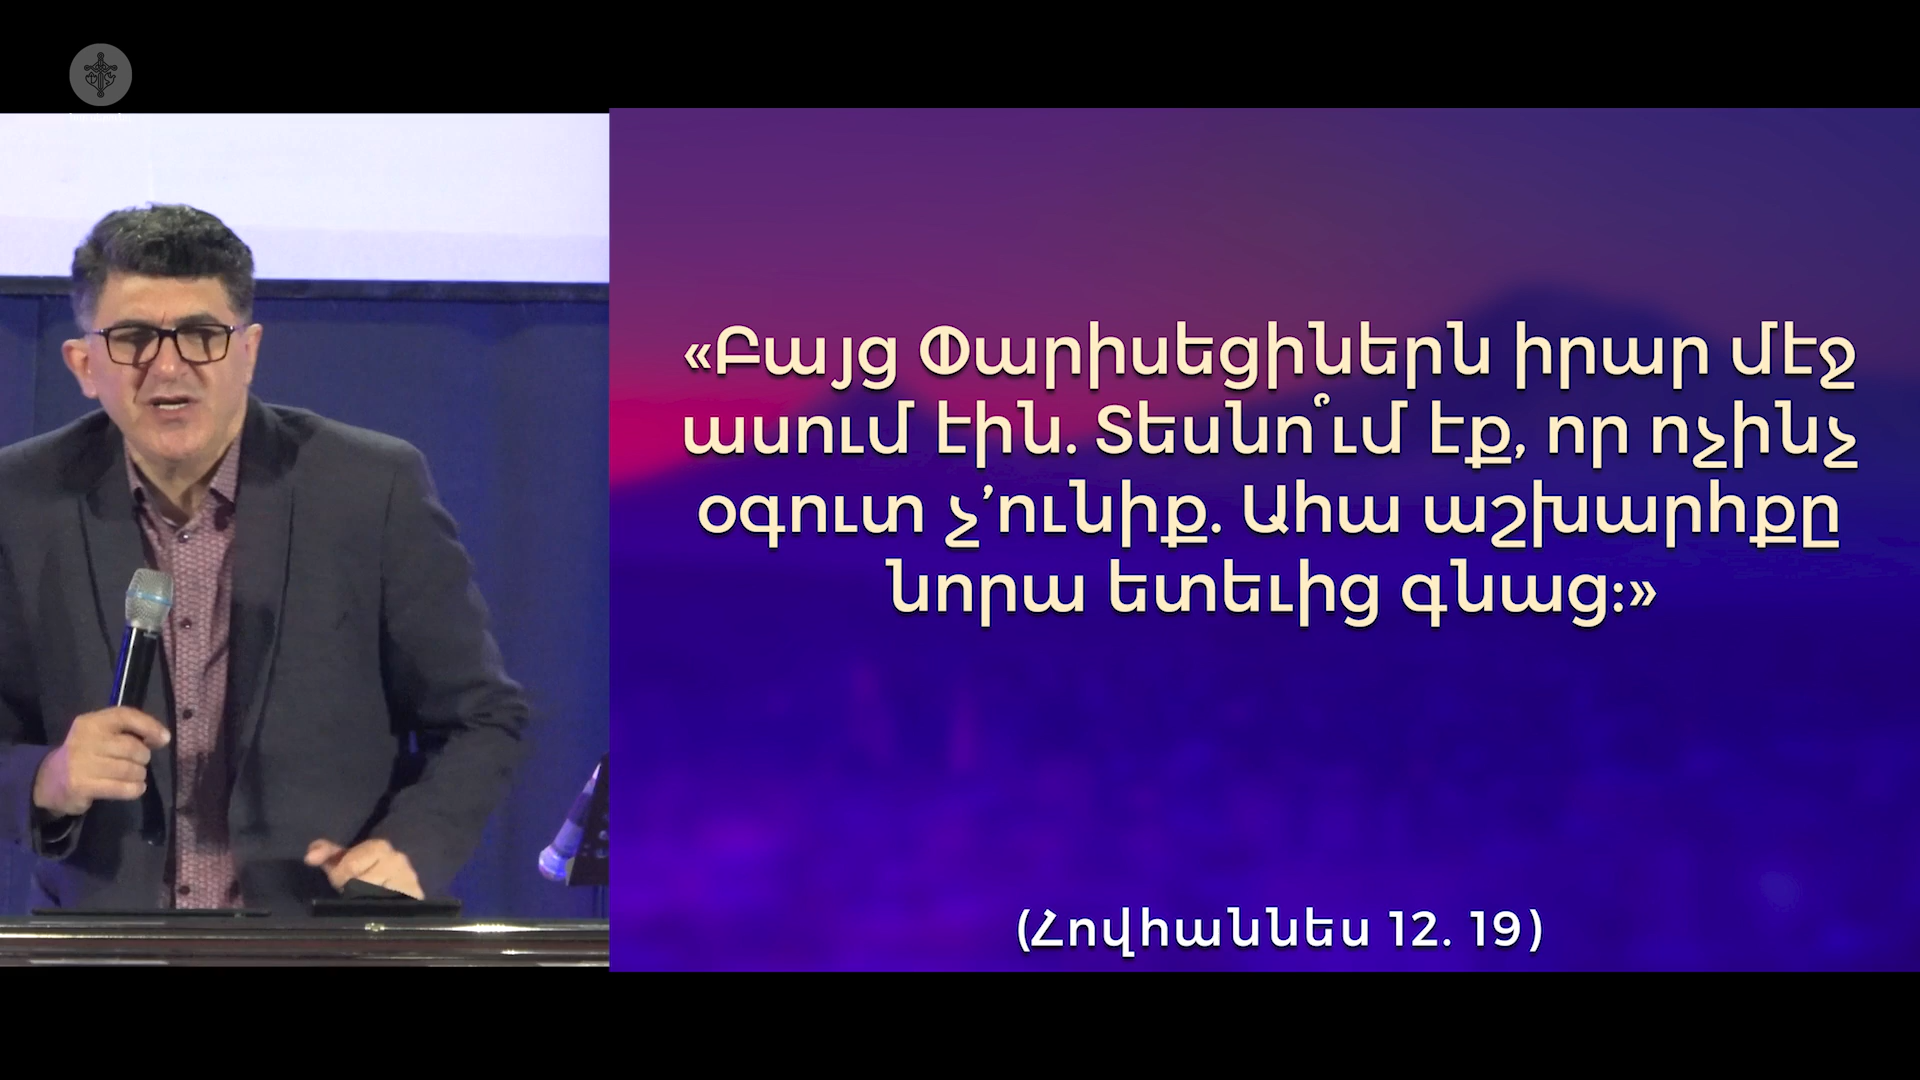 «Բայց Փարիսեցիներն իրար մէջ
ասում էին. Տեսնո՞ւմ էք, որ ոչինչ
օգուտ չ’ունիք. Ահա աշխարհքը
նորա ետեւից գնաց։»
(Հովհաննես 12. 19)